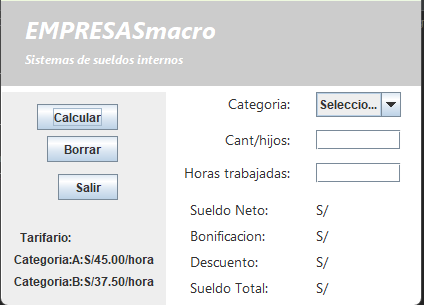 EMPRESASmacro
Sistemas de sueldos internos
Calcular
Borrar
Salir
Tarifario:
Categoria:A:S/45.00/hora
Categoria:B:S/37.50/hora
Categoria: Seleccio...
Cant/hijos:
Horas trabajadas:
Sueldo Neto: S/
Bonificacion: S/
Descuento: S/
Sueldo Total: S/